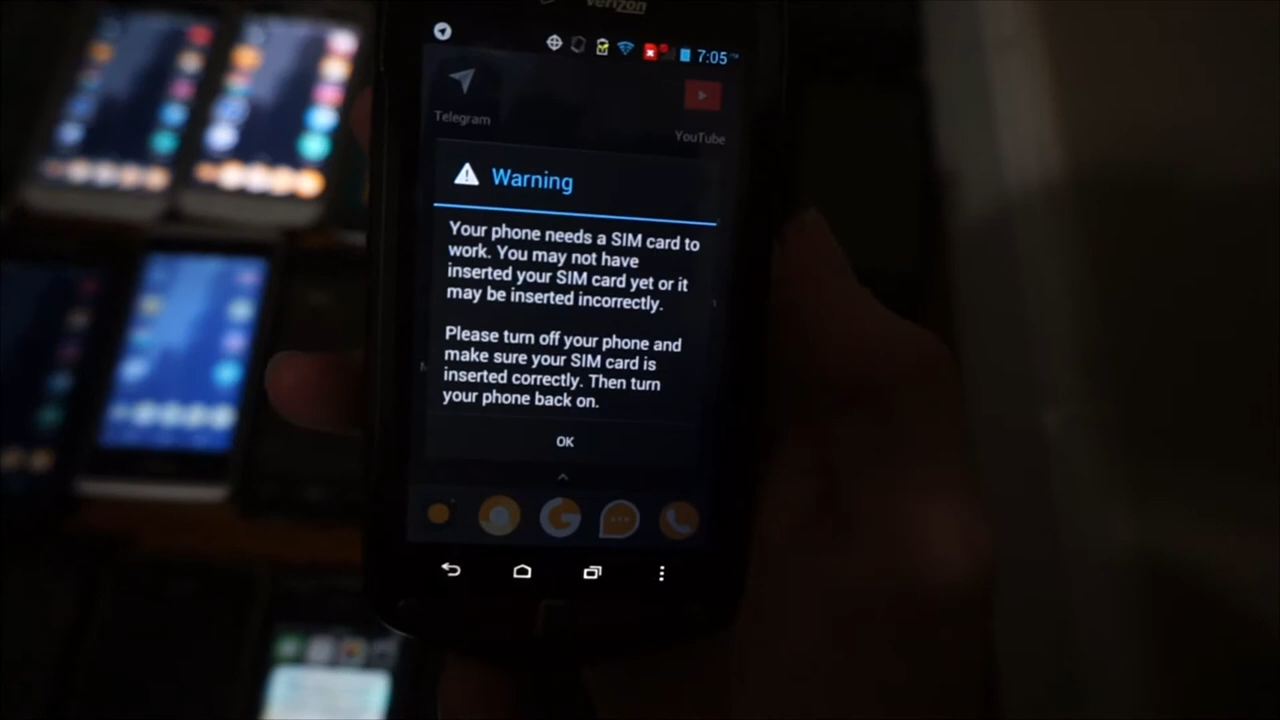 verizon
7:05
Telegram
YouTube
Warning
Your phone needs a SIM card to
work. You may not have
inserted your SIM card yet or it
may be inserted incorrectly.
Please turn off your phone and
make sure your SIM card is
inserted correctly. Then turn
your phone back on.
OK